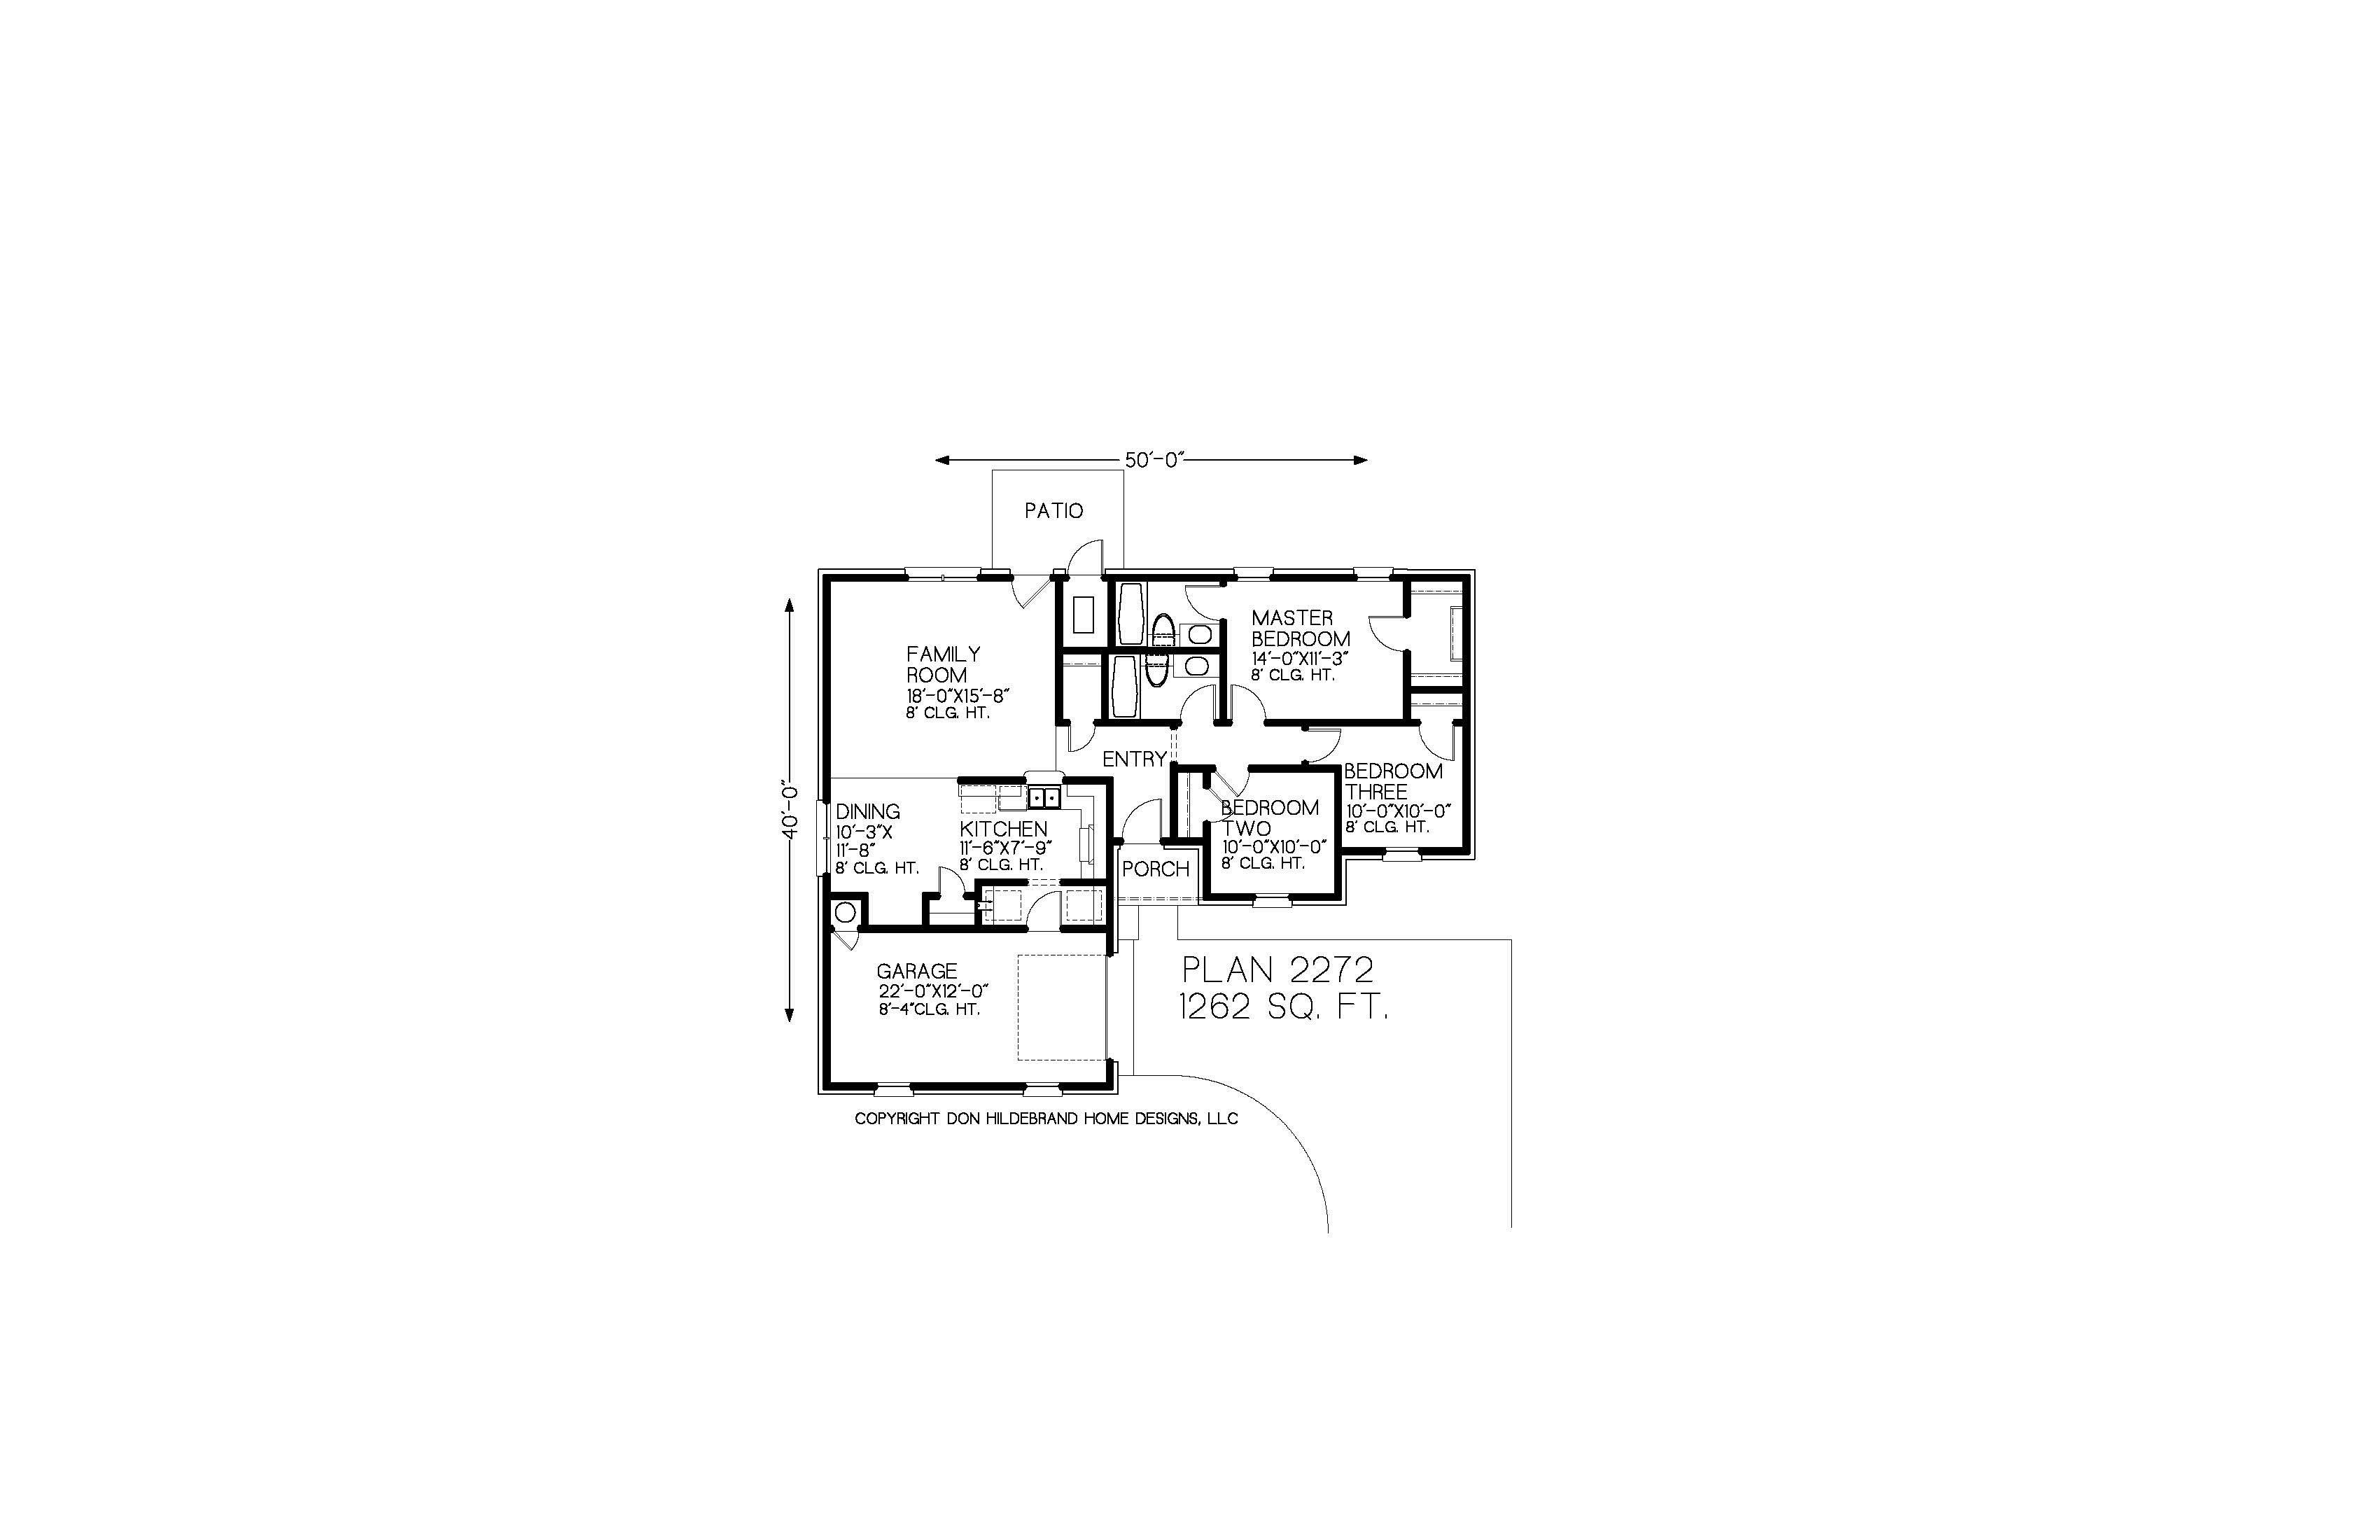 50'-0"
PATIO
MASTER
BEDROOM
14'-0"X11'-3"
8' CLG. HT.
FAMILY
ROOM
18'-0"X15'-8"
8' CLG. HT.
ENTRY
BEDROOM
THREE
10'-0"X10'-0"
8' CLG. HT.
40'-0"
DINING
10'-3"X
11'-8"
8' CLG. HT.
KITCHEN
11'-6"X7'-9"
8' CLG. HT.
BEDROOM
TWO
10'-0"X10'-0"
8' CLG. HT.
PORCH
GARAGE
22'-0"X12'-0"
8'-4"CLG. HT.
PLAN 2272
1262 SQ. FT.
COPYRIGHT DON HILDEBRAND HOME DESIGNS, LLC